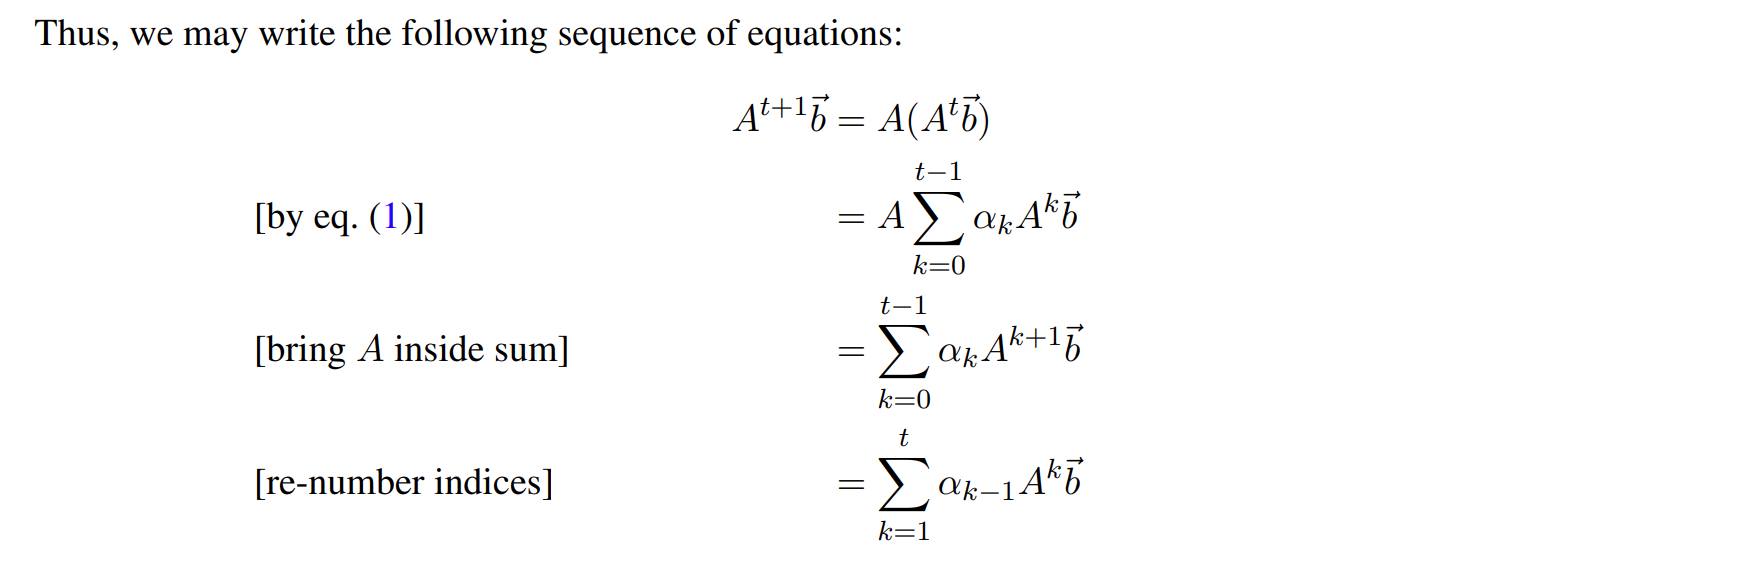 Thus, we may write the following sequence of equations:
$A^{t+1}\vec{b} = A(A^t\vec{b})$
[by eq. (1)] $= A\sum_{k=0}^{t-1} \alpha_k A^k\vec{b}$
[bring $A$ inside sum] $= \sum_{k=0}^{t-1} \alpha_k A^{k+1}\vec{b}$
[re-number indices] $= \sum_{k=1}^{t} \alpha_{k-1} A^k\vec{b}$